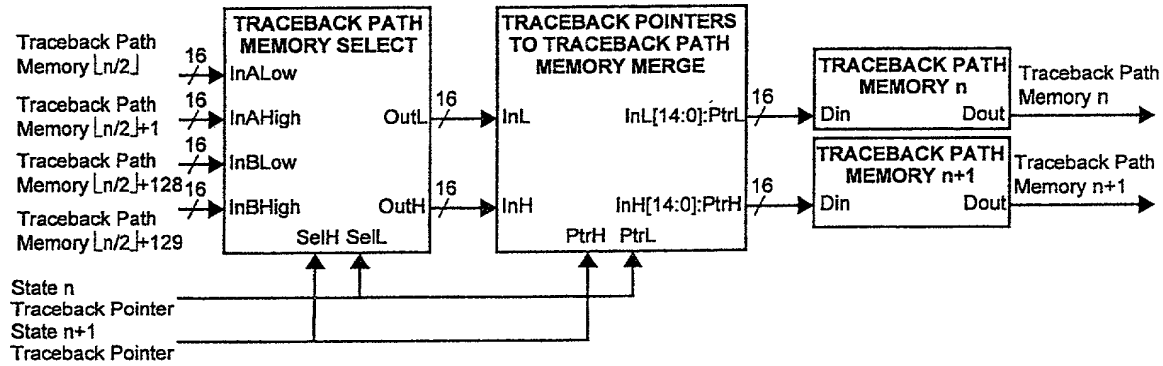 TRACEBACK PATH
MEMORY SELECT
TRACEBACK POINTERS
TO TRACEBACK PATH
MEMORY MERGE
Traceback Path
Memory ⌊n/2⌋
16
InALow
Traceback Path
Memory ⌊n/2⌋+1
16
InAHigh
Traceback Path
Memory ⌊n/2⌋+128
16
InBLow
Traceback Path
Memory ⌊n/2⌋+129
16
InBHigh
OutL
16
OutH
16
SelH SelL
InL
InH
InL[14:0]:PtrL
16
InH[14:0]:PtrH
16
PtrH PtrL
TRACEBACK PATH
MEMORY n
Din Dout
Traceback Path
Memory n
TRACEBACK PATH
MEMORY n+1
Din Dout
Traceback Path
Memory n+1
State n
Traceback Pointer
State n+1
Traceback Pointer